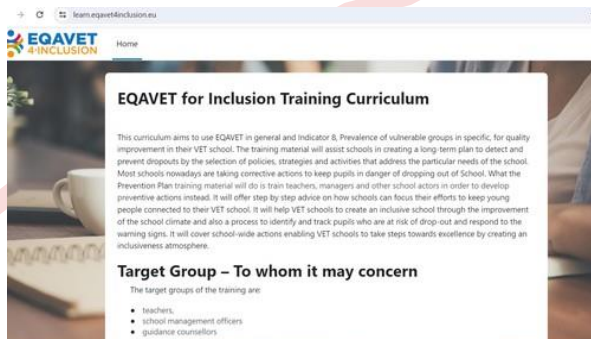 learn.eqavet4inclusion.eu
EQAVET
4-INCLUSION
Home
EQAVET for Inclusion Training Curriculum
This curriculum aims to use EQAVET in general and Indicator 8, Prevalence of vulnerable groups in specific, for quality
improvement in their VET school. The training material will assist schools in creating a long-term plan to detect and
prevent dropouts by the selection of policies, strategies and activities that address the particular needs of the school.
Most schools nowadays are taking corrective actions to keep pupils in danger of dropping out of School. What the
Prevention Plan training material will do is train teachers, managers and other school actors in order to develop
preventive actions instead. It will offer step by step advice on how schools can focus their efforts to keep young
people connected to their VET school. It will help VET schools to create an inclusive school through the improvement
of the school climate and also a process to identify and track pupils who are at risk of drop-out and respond to the
warning signs. It will cover school-wide actions enabling VET schools to take steps towards excellence by creating an
inclusiveness atmosphere.
Target Group – To whom it may concern
The target groups of the training are:
teachers,
school management officers
guidance counsellors